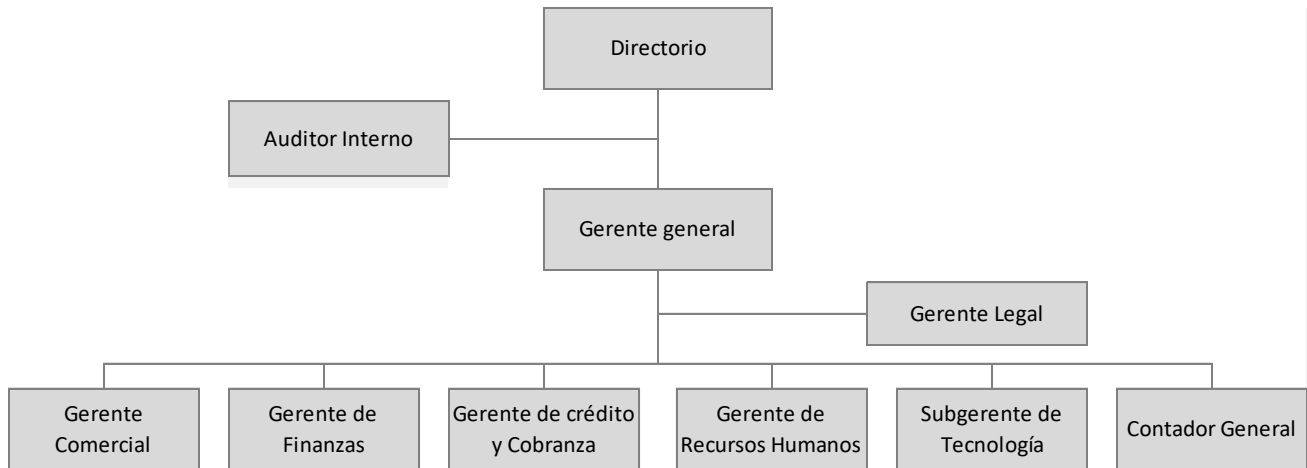 Directorio
Auditor Interno
Gerente general
Gerente Legal
Gerente
Comercial
Gerente de
Finanzas
Gerente de crédito
y Cobranza
Gerente de
Recursos Humanos
Subgerente de
Tecnología
Contador General